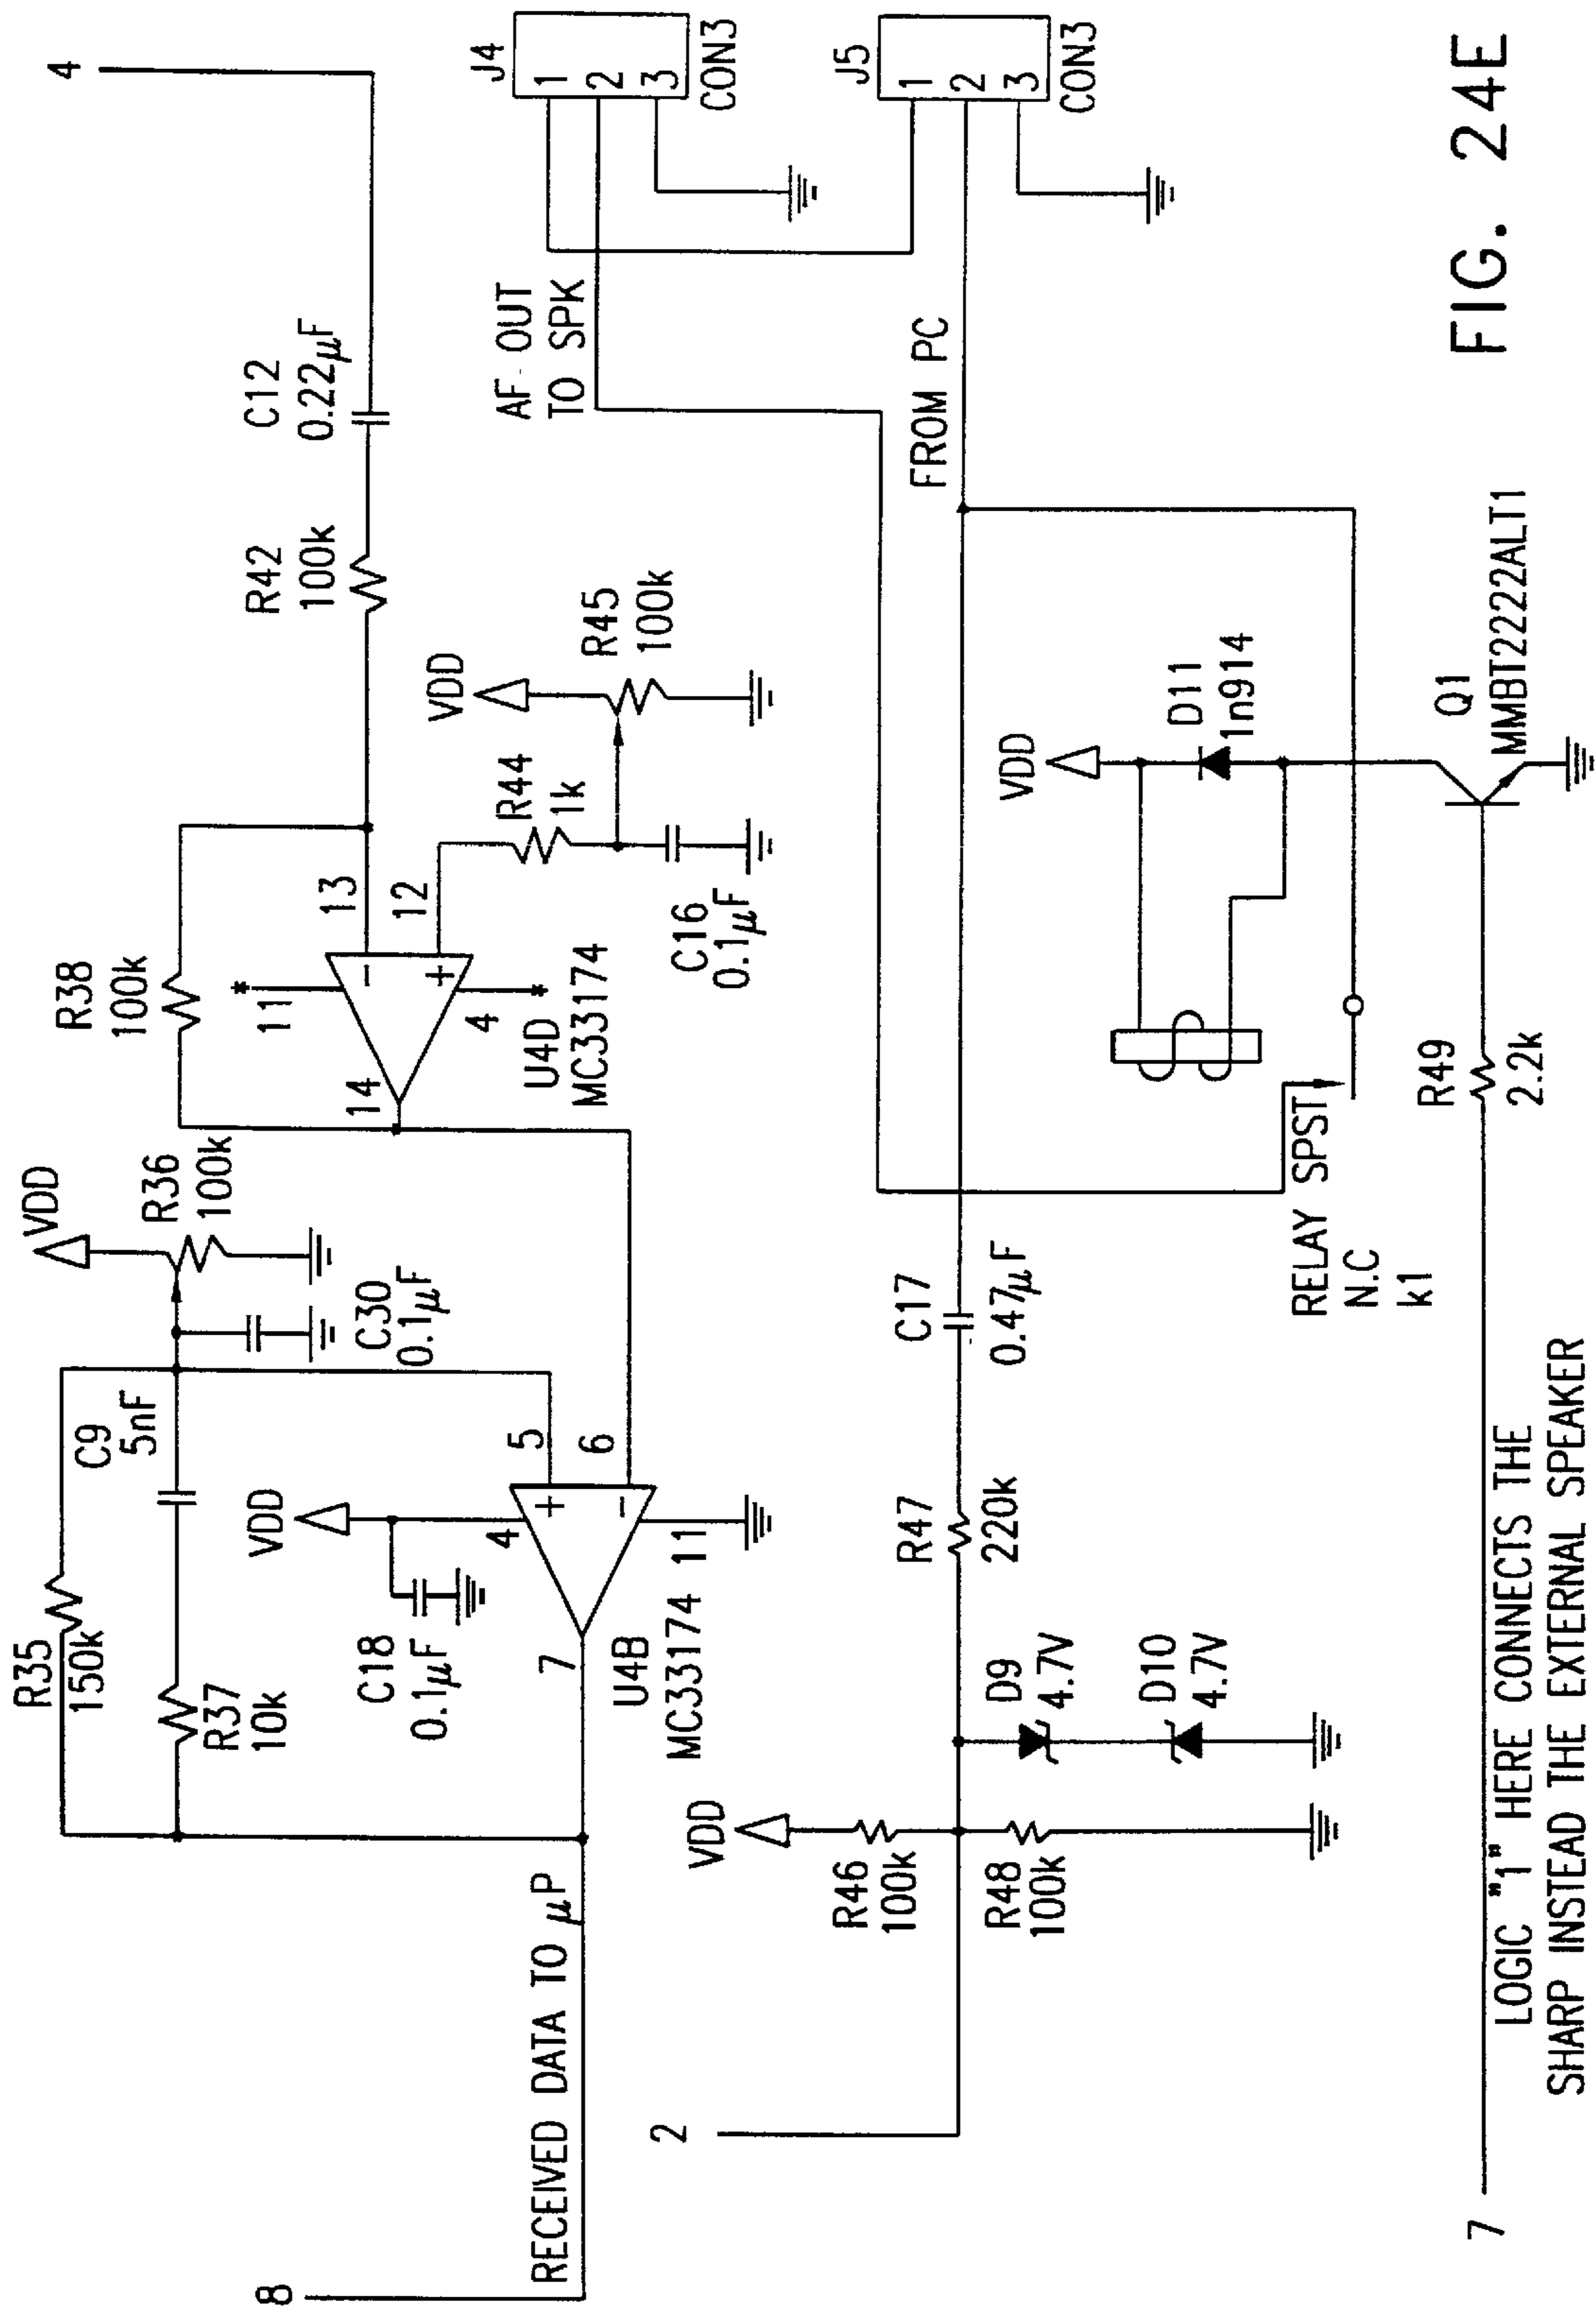 4
C12
0.22µF
R42
100k
R38
100k
13
12
11
4
14
U4D
MC33174
VDD
R45
100k
R44
1k
C16
0.1µF
VDD
R36
100k
C30
0.1µF
C9
5nF
R35
150k
R37
10k
VDD
C18
0.1µF
5
6
4
11
7
+
−
−
+
U4B
MC33174
RECEIVED DATA TO µP
8
J4
1
2
3
CON3
AF OUT
TO SPK
J5
1
2
3
CON3
FROM PC
C17
0.47µF
R47
220k
D9
4.7V
D10
4.7V
VDD
R46
100k
R48
100k
2
VDD
D11
1n914
RELAY SPST
N.C
k1
Q1
MMBT2222ALT1
R49
2.2k
7
LOGIC "1" HERE CONNECTS THE
SHARP INSTEAD THE EXTERNAL SPEAKER
FIG. 24E